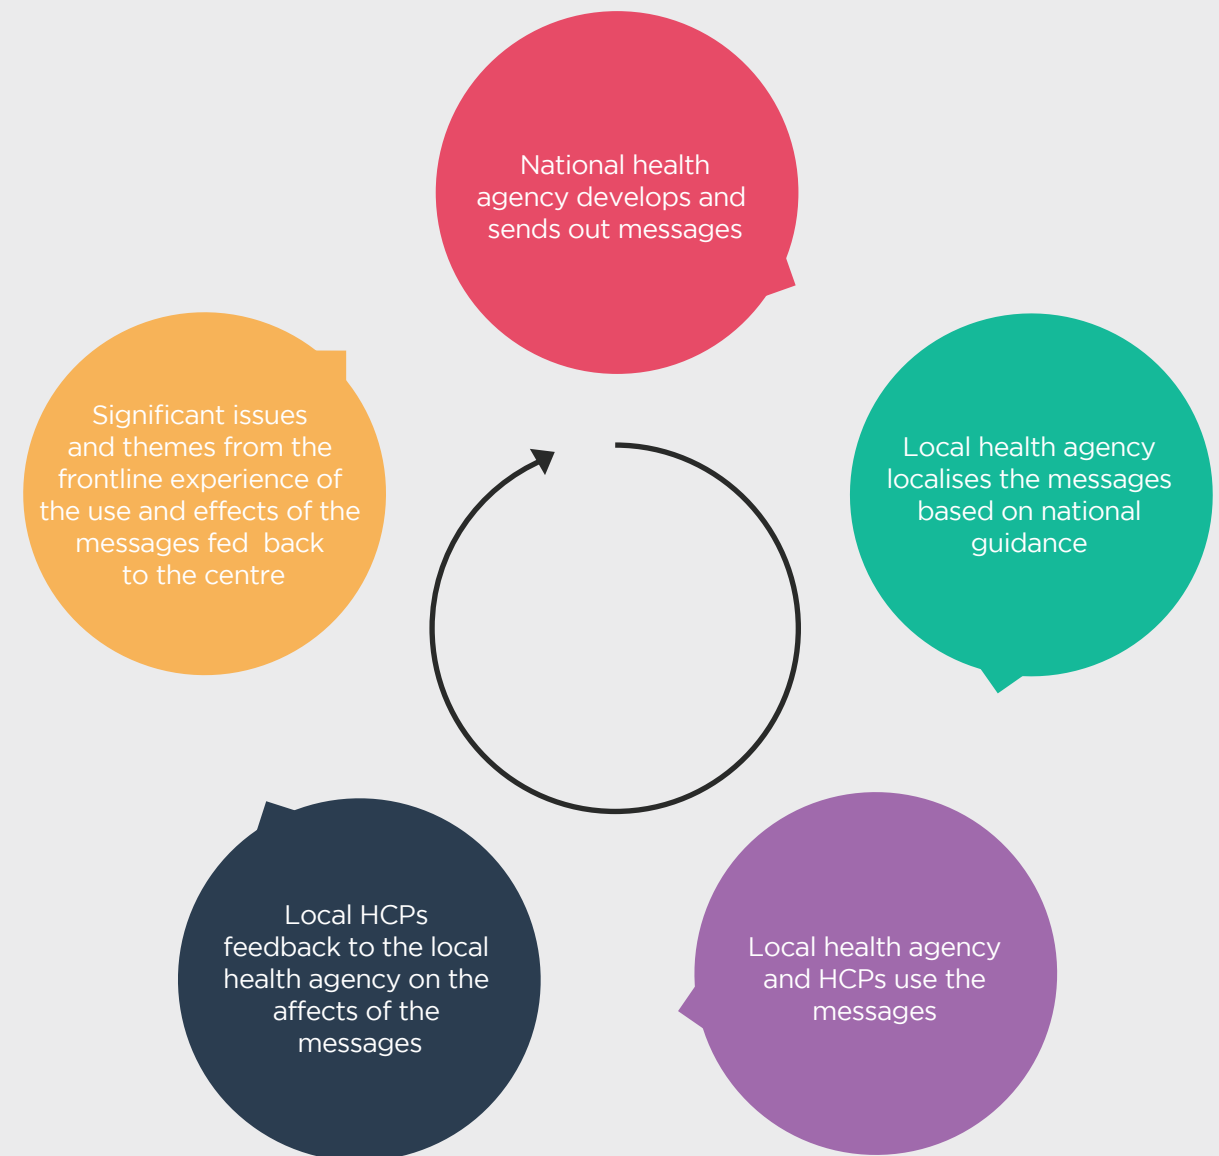 National health
agency develops and
sends out messages
Local health agency
localises the messages
based on national
guidance
Local health agency
and HCPs use the
messages
Local HCPs
feedback to the local
health agency on the
affects of the
messages
Significant issues
and themes from the
frontline experience of
the use and effects of the
messages fed  back
to the centre